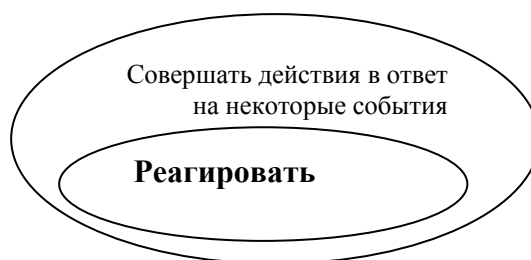 Совершать действия в ответ
на некоторые события
Реагировать